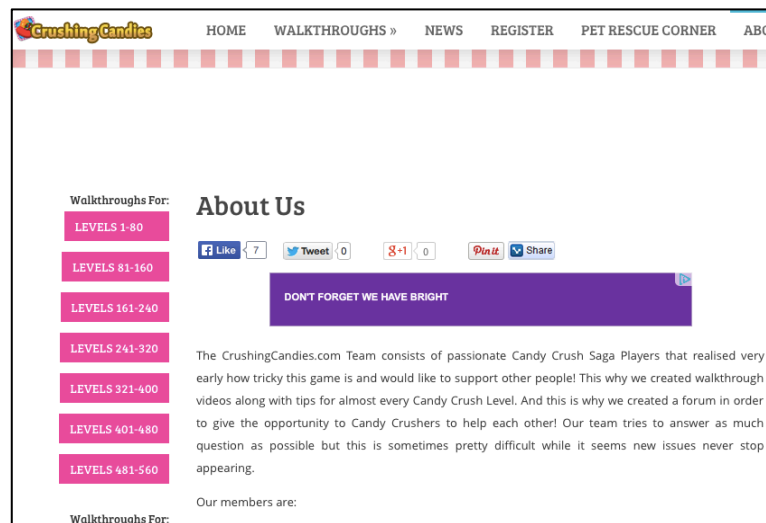 CrushingCandies
HOME WALKTHROUGHS » NEWS REGISTER PET RESCUE CORNER
Walkthroughs For:
LEVELS 1-80
LEVELS 81-160
LEVELS 161-240
LEVELS 241-320
LEVELS 321-400
LEVELS 401-480
LEVELS 481-560
Walkthroughs For:
About Us
Like 7 Tweet 0 g+1 0 Pin it Share
DON'T FORGET WE HAVE BRIGHT
The CrushingCandies.com Team consists of passionate Candy Crush Saga Players that realised very
early how tricky this game is and would like to support other people! This why we created walkthrough
videos along with tips for almost every Candy Crush Level. And this is why we created a forum in order
to give the opportunity to Candy Crushers to help each other! Our team tries to answer as much
question as possible but this is sometimes pretty difficult while it seems new issues never stop
appearing.
Our members are: